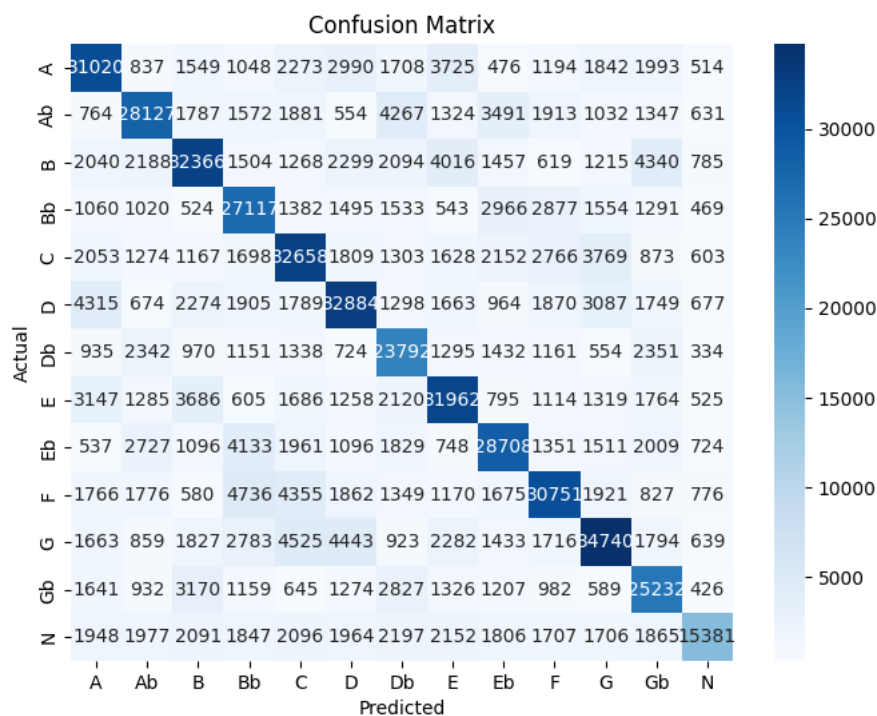 Confusion Matrix
A 31020 837 1549 1048 2273 2990 1708 3725 476 1194 1842 1993 514
Ab 764 28127 1787 1572 1881 554 4267 1324 3491 1913 1032 1347 631
B 2040 2188 32366 1504 1268 2299 2094 4016 1457 619 1215 4340 785
Bb 1060 1020 524 27117 1382 1495 1533 543 2966 2877 1554 1291 469
C 2053 1274 1167 1698 32658 1809 1303 1628 2152 2766 3769 873 603
D 4315 674 2274 1905 1789 32884 1298 1663 964 1870 3087 1749 677
Db 935 2342 970 1151 1338 724 23792 1295 1432 1161 554 2351 334
E 3147 1285 3686 605 1686 1258 2120 31962 795 1114 1319 1764 525
Eb 537 2727 1096 4133 1961 1096 1829 748 28708 1351 1511 2009 724
F 1766 1776 580 4736 4355 1862 1349 1170 1675 30751 1921 827 776
G 1663 859 1827 2783 4525 4443 923 2282 1433 1716 34740 1794 639
Gb 1641 932 3170 1159 645 1274 2827 1326 1207 982 589 25232 426
N 1948 1977 2091 1847 2096 1964 2197 2152 1806 1707 1706 1865 15381
A Ab B Bb C D Db E Eb F G Gb N
Predicted
Actual
30000
25000
20000
15000
10000
5000